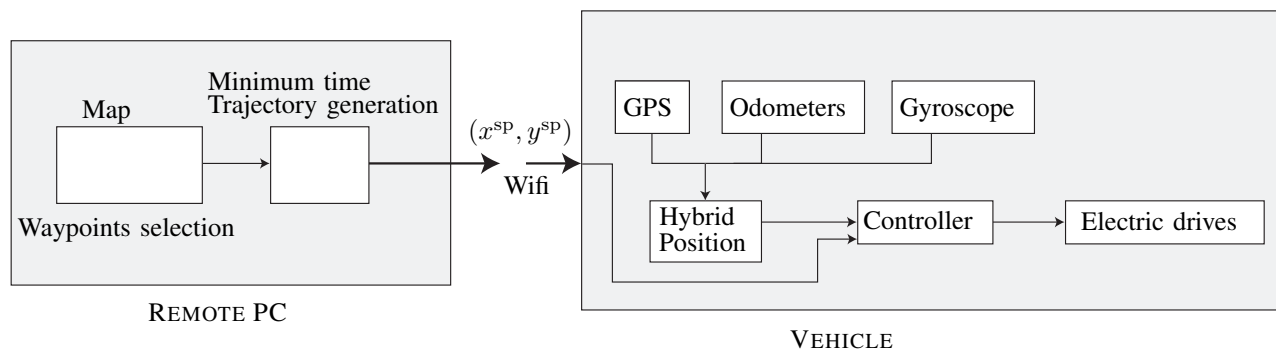 Minimum time
Trajectory generation
Map
Waypoints selection
REMOTE PC
(x^sp, y^sp)
Wifi
GPS
Odometers
Gyroscope
Hybrid
Position
Controller
Electric drives
VEHICLE